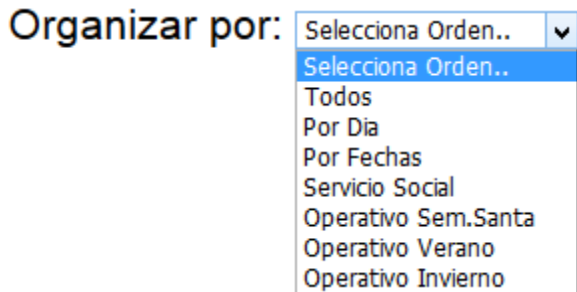 Organizar por: Selecciona Orden..
Selecciona Orden..
Todos
Por Dia
Por Fechas
Servicio Social
Operativo Sem.Santa
Operativo Verano
Operativo Invierno